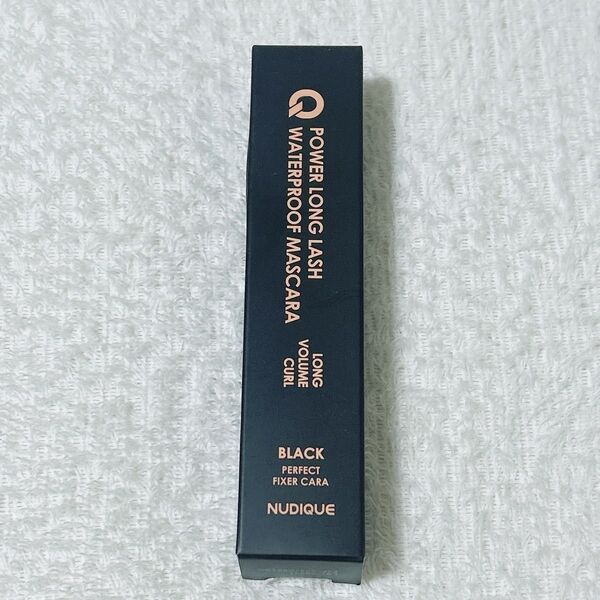 POWER LONG LASH
WATERPROOF MASCARA
LONG
VOLUME
CURL
BLACK
PERFECT
FIXER CARA
NUDIQUE